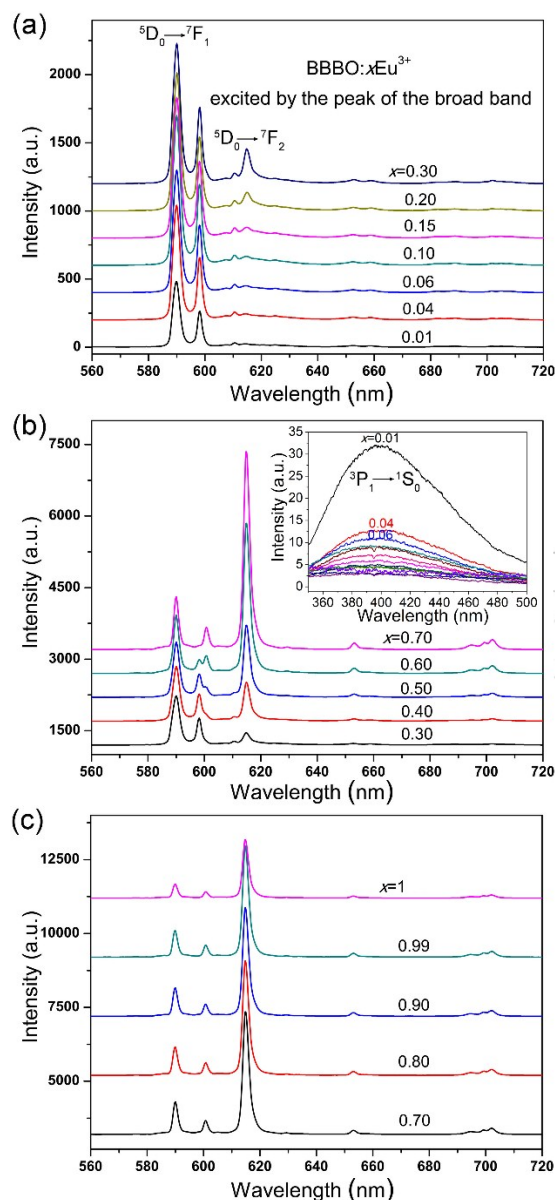 (a)
⁵D₀→⁷F₁
BBBO:xEu³⁺
excited by the peak of the broad band
⁵D₀→⁷F₂
x=0.30
0.20
0.15
0.10
0.06
0.04
0.01
Intensity (a.u.)
2000
1500
1000
500
0
560 580 600 620 640 660 680 700 720
Wavelength (nm)
(b)
Intensity (a.u.)
7500
6000
4500
3000
1500
x=0.70
0.60
0.50
0.40
0.30
Intensity (a.u.)
35
30
25
20
15
10
5
0
x=0.01
³P₁→¹S₀
0.04
0.06
350 400 420 440 460 480 500
Wavelength (nm)
560 580 600 620 640 660 680 700 720
Wavelength (nm)
(c)
Intensity (a.u.)
12500
10000
7500
5000
x=1
0.99
0.90
0.80
0.70
560 580 600 620 640 660 680 700 720
Wavelength (nm)